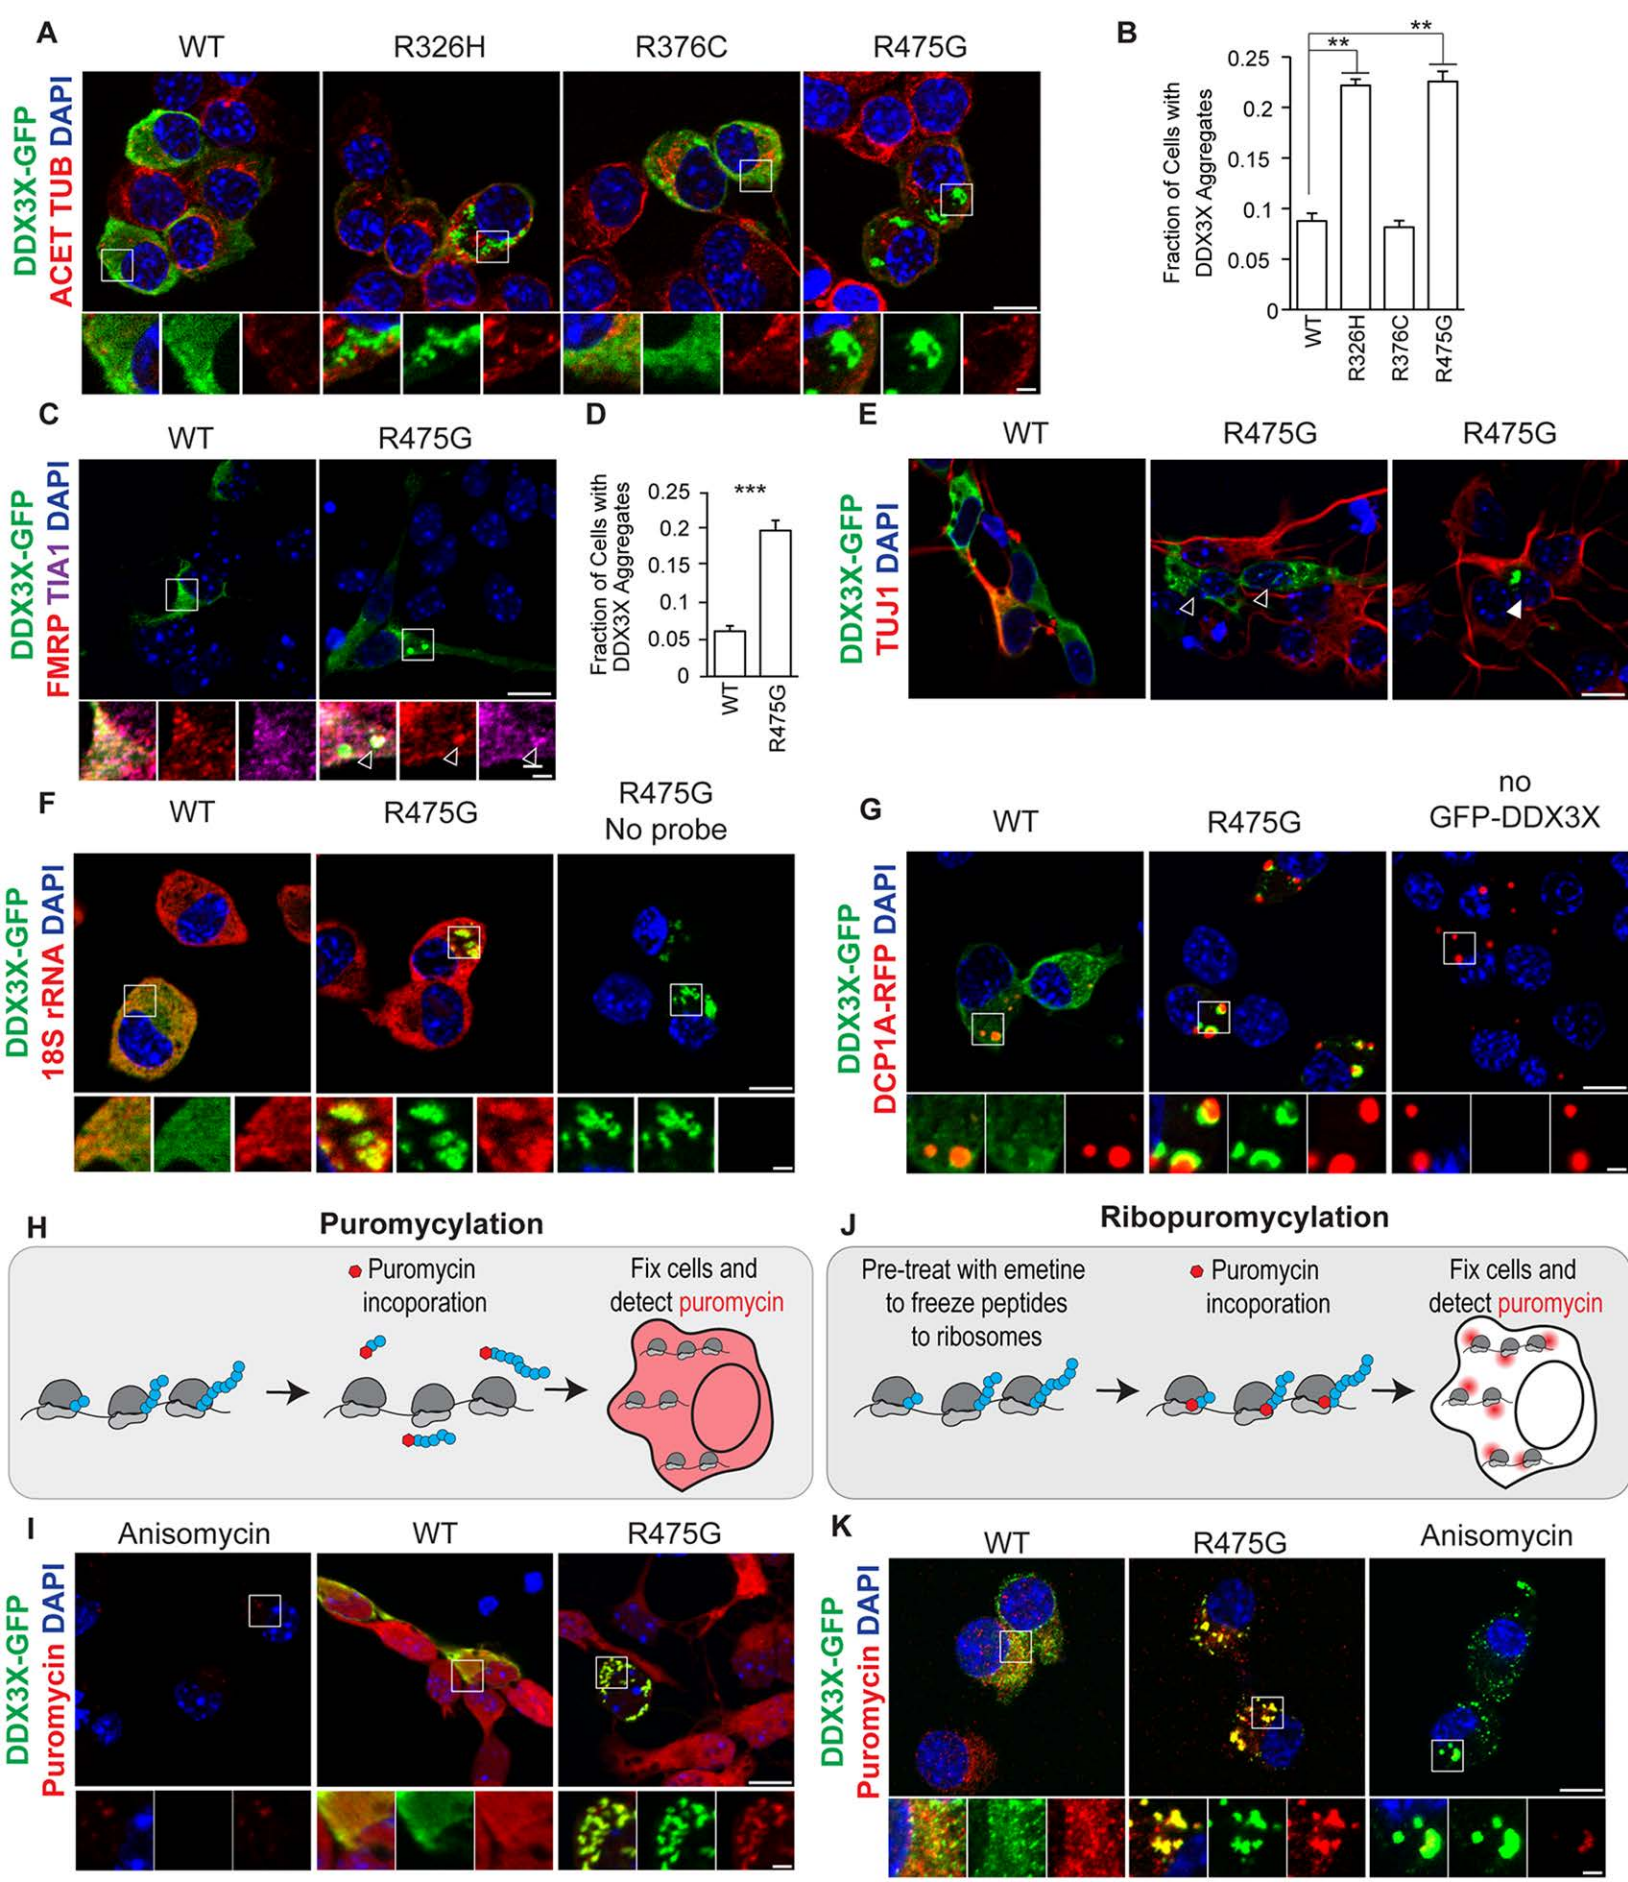 A
WT
R326H
R376C
R475G
DDX3X-GFP
ACET TUB DAPI
B
**
**
Fraction of Cells with
DDX3X Aggregates
0.25
0.2
0.15
0.1
0.05
0
WT
R326H
R376C
R475G
C
WT
R475G
DDX3X-GFP
FMRP TIA1 DAPI
D
***
Fraction of Cells with
DDX3X Aggregates
0.25
0.2
0.15
0.1
0.05
0
WT
R475G
E
WT
R475G
R475G
DDX3X-GFP
TUJ1 DAPI
F
WT
R475G
R475G
No probe
DDX3X-GFP
18S rRNA DAPI
G
WT
R475G
no
GFP-DDX3X
DDX3X-GFP
DCP1A-RFP DAPI
H
Puromycylation
Puromycin
incoporation
Fix cells and
detect puromycin
J
Ribopuromycylation
Pre-treat with emetine
to freeze peptides
to ribosomes
Puromycin
incoporation
Fix cells and
detect puromycin
I
Anisomycin
WT
R475G
DDX3X-GFP
Puromycin DAPI
K
WT
R475G
Anisomycin
DDX3X-GFP
Puromycin DAPI